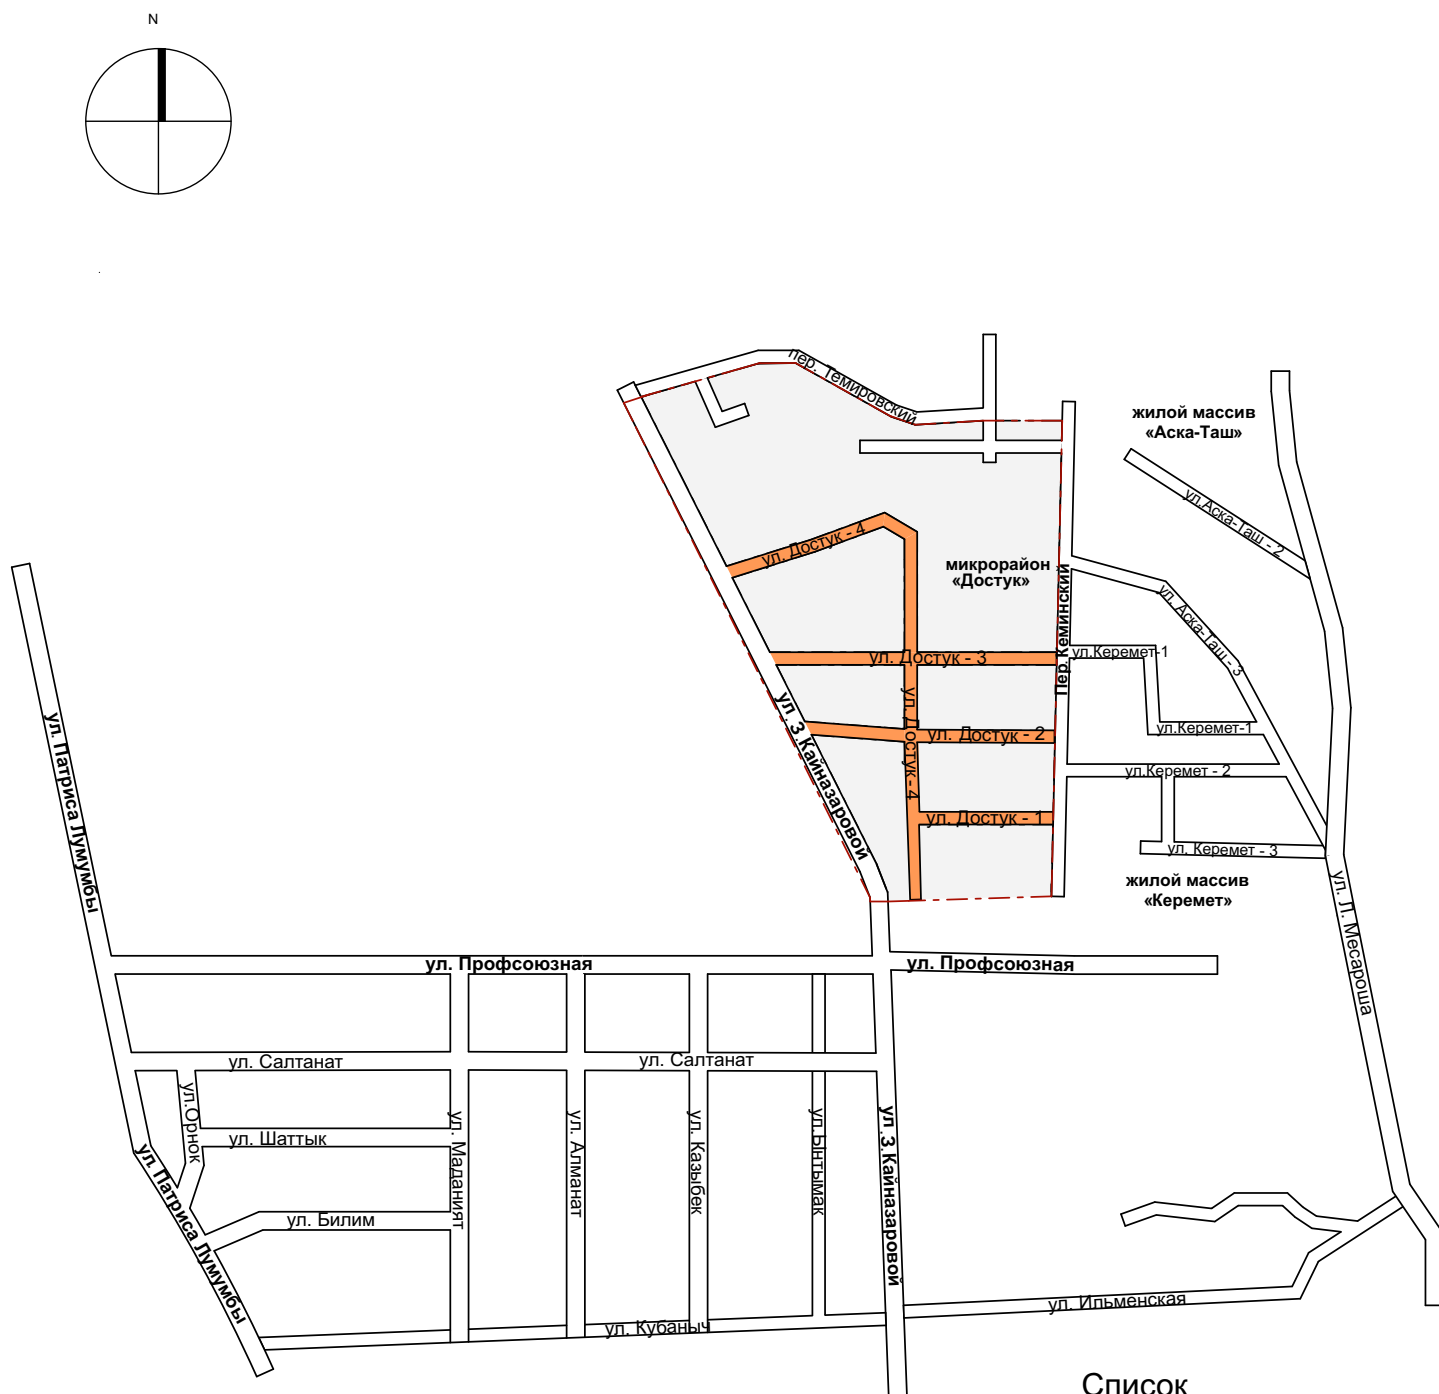 N
пер. Темировский
жилой массив
«Аска-Таш»
ул.Аска-Таш - 2
ул. Достук - 4
микрорайон
«Достук»
Пер.Кеминский
ул. Аска-Таш - 3
ул.Керемет-1
ул. Достук - 3
ул. Достук - 4
ул. З.Кайназаровой
ул. Патриса Лумумбы
ул. Достук - 2
ул.Керемет-1
ул.Керемет - 2
ул. Достук - 1
ул. Керемет - 3
жилой массив
«Керемет»
ул. Л. Месароша
ул. Профсоюзная
ул. Профсоюзная
ул. Салтанат
ул. Салтанат
ул.Орнок
ул. Шаттык
ул. Маданият
ул. Алманат
ул. Казыбек
ул.Ынтымак
ул. З.Кайназаровой
ул. Патриса Лумумбы
ул. Билим
ул. Ильменская
ул. Кубаныч
Список